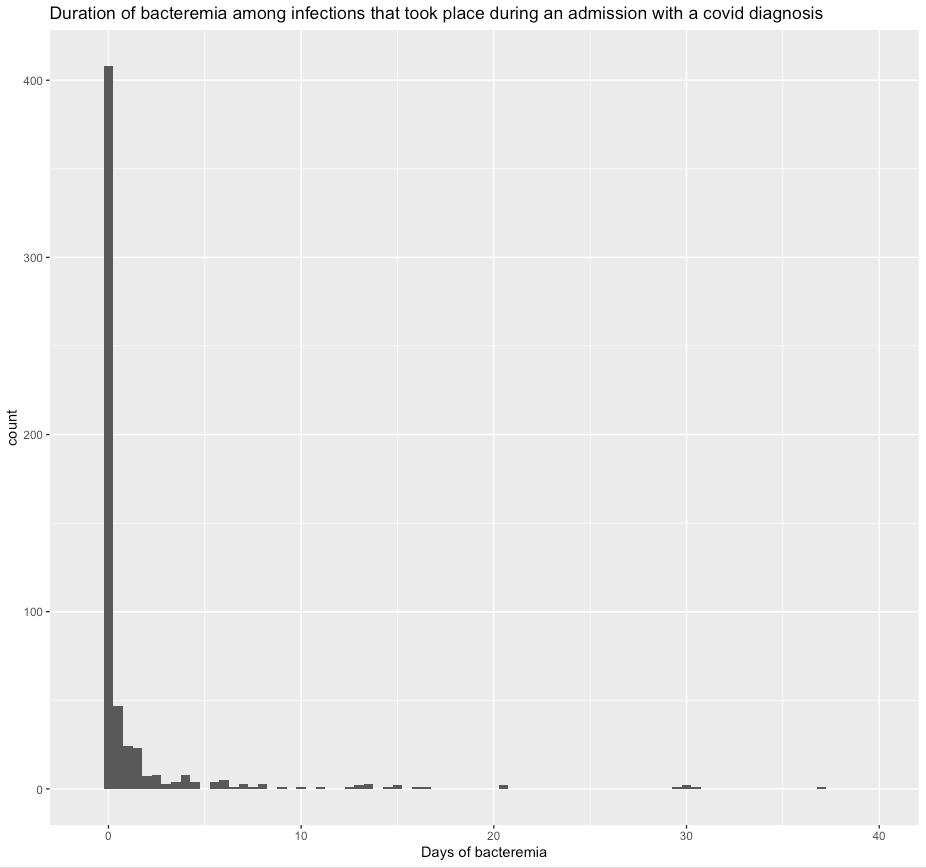 Duration of bacteremia among infections that took place during an admission with a covid diagnosis
400
300
200
100
0
count
0 10 20 30 40
Days of bacteremia